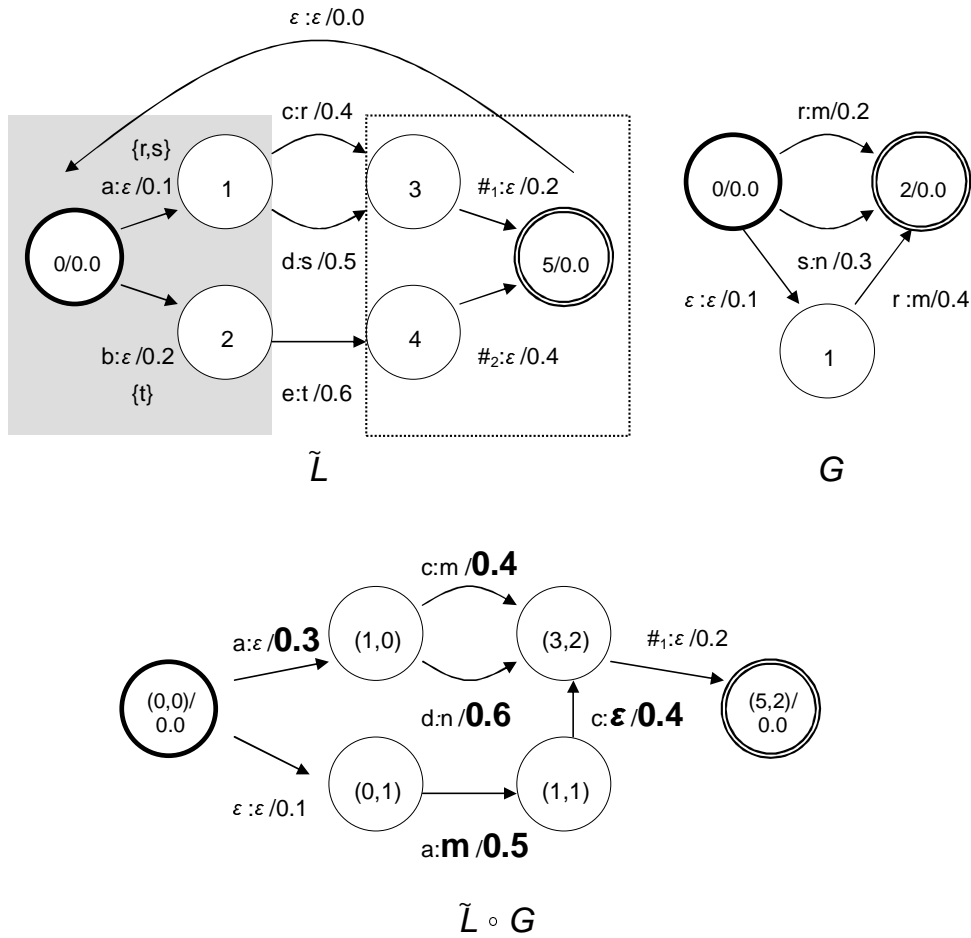 ε :ε /0.0
c:r /0.4
{r,s}
a:ε /0.1
1
3
#₁:ε /0.2
0/0.0
5/0.0
d:s /0.5
2
4
b:ε /0.2
{t}
e:t /0.6
#₂:ε /0.4
L̃
r:m/0.2
0/0.0
2/0.0
s:n /0.3
ε :ε /0.1
r :m/0.4
1
G
c:m /0.4
a:ε /0.3
(1,0)
(3,2)
#₁:ε /0.2
(0,0)/
0.0
(5,2)/
0.0
d:n /0.6
c:ε /0.4
ε :ε /0.1
(0,1)
(1,1)
a:m /0.5
L̃ ∘ G